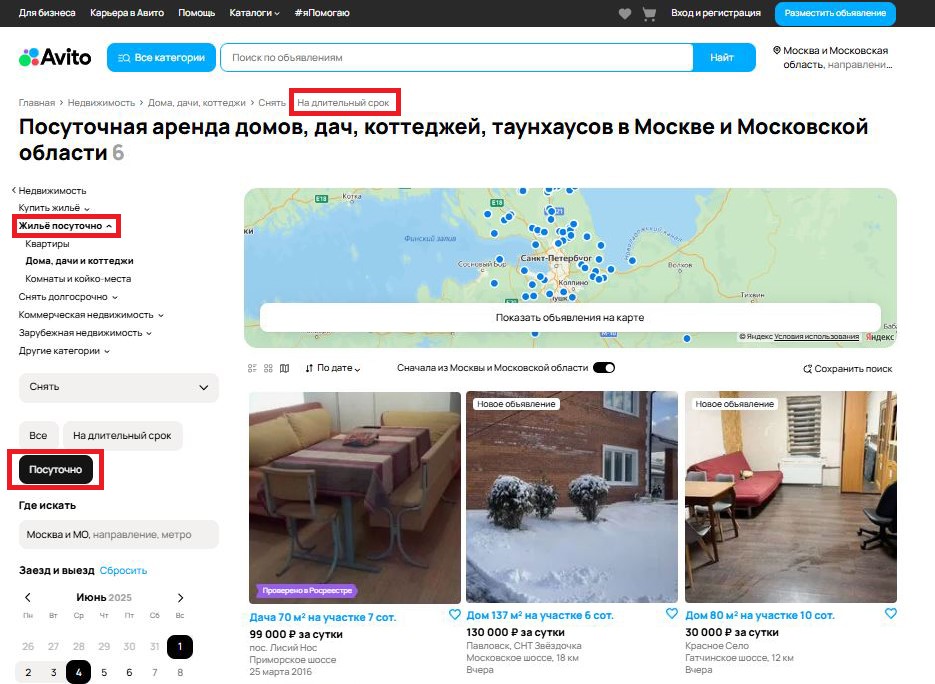 Для бизнеса Карьера в Авито Помощь Каталоги #яПомогаю Вход и регистрация Разместить объявление
Avito Все категории Поиск по объявлениям Найти Москва и Московская
область, направлени...
Главная > Недвижимость > Дома, дачи, коттеджи > Снять На длительный срок
Посуточная аренда домов, дач, коттеджей, таунхаусов в Москве и Московской
области 6
Недвижимость
Купить жильё
Жильё посуточно
Квартиры
Дома, дачи и коттеджи
Комнаты и койко-места
Снять долгосрочно
Коммерческая недвижимость
Зарубежная недвижимость
Другие категории
Снять
Все На длительный срок
Посуточно
Где искать
Москва и МО, направление, метро
Заезд и выезд Сбросить
Июнь 2025
Пн Вт Ср Чт Пт Сб Вс
26 27 28 29 30 31 1
2 3 4 5 6 7 8
E18
Котка
E18
ки
Финский залив
Сосновый Бор
Санкт-Петербург
Колпино
Волхов
Ладожский канал
Тихвин
Показать объявления на карте
© Яндекс Условия использования Яндекс
По дате Сначала из Москвы и Московской области Сохранить поиск
Проверено в Росреестре
Дача 70 м² на участке 7 сот.
99 000 ₽ за сутки
пос. Лисий Нос
Приморское шоссе
25 марта 2016
Новое объявление
Дом 137 м² на участке 6 сот.
130 000 ₽ за сутки
Павловск, СНТ Звёздочка
Московское шоссе, 18 км
Вчера
Новое объявление
Дом 80 м² на участке 10 сот.
30 000 ₽ за сутки
Красное Село
Гатчинское шоссе, 12 км
Вчера